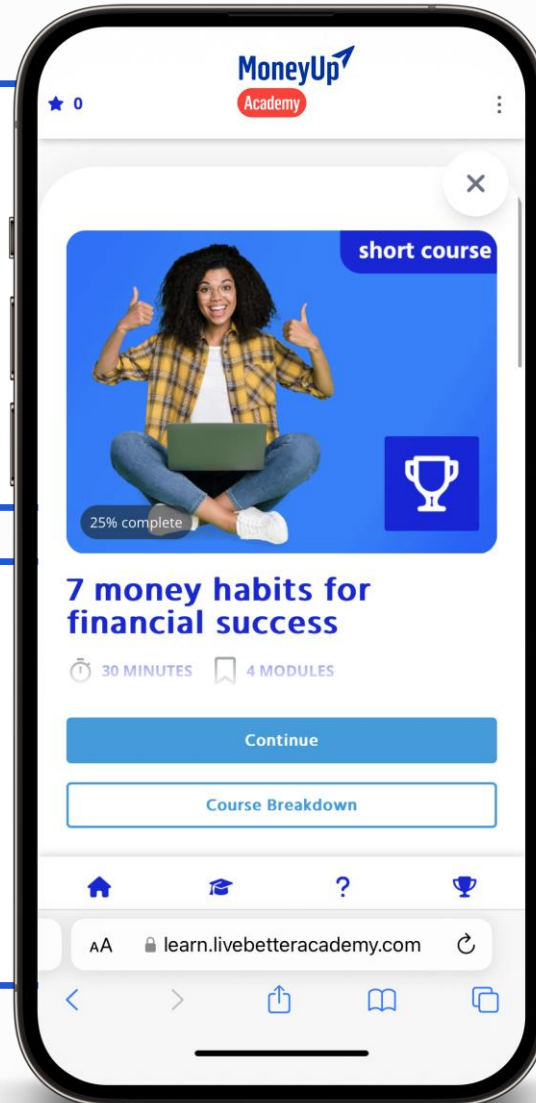 MoneyUp
0
Academy
short course
25% complete
7 money habits for
financial success
30 MINUTES 4 MODULES
Continue
Course Breakdown
?
AA learn.livebetteracademy.com